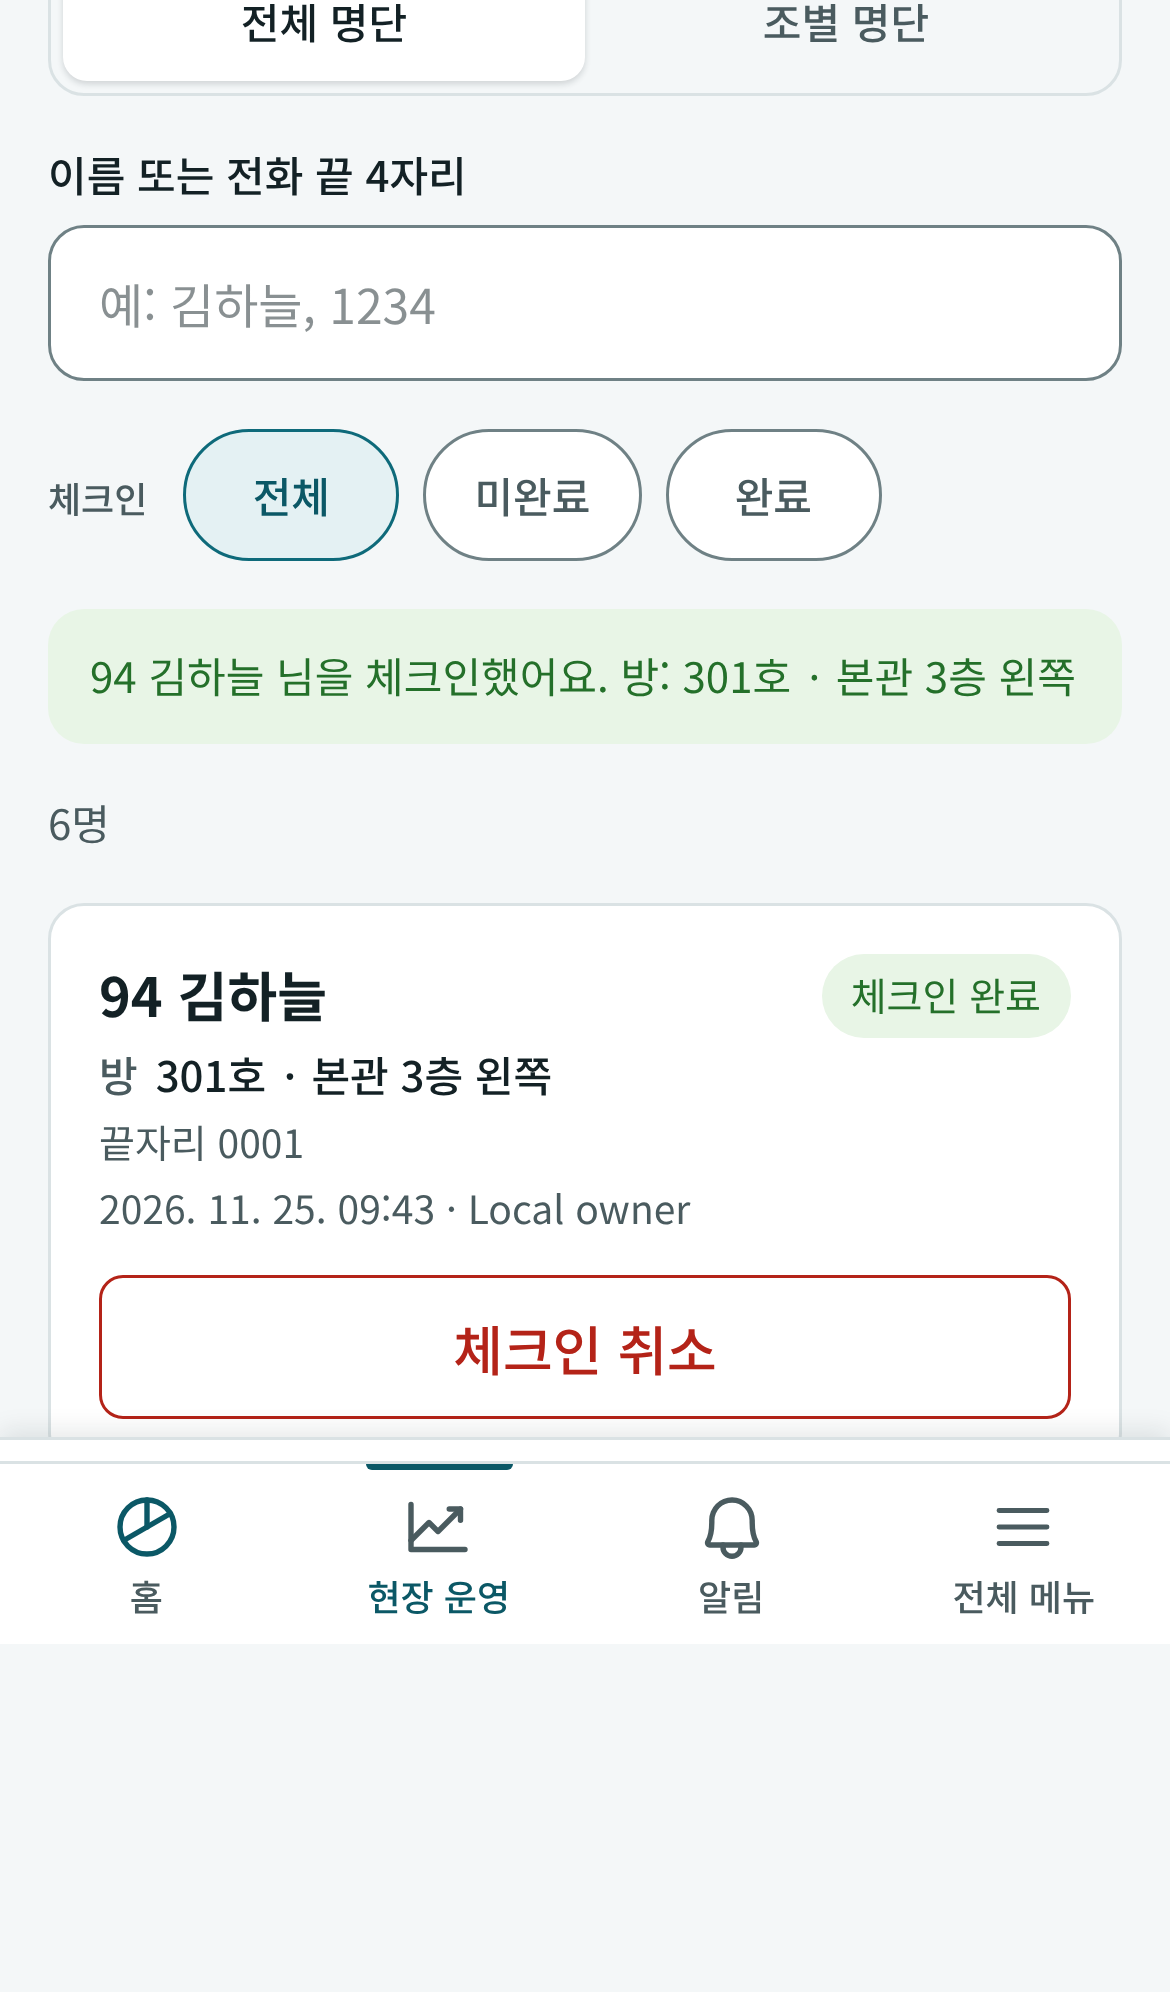 전체 명단
조별 명단
이름 또는 전화 끝 4자리
예: 김하늘, 1234
체크인 전체 미완료 완료
94 김하늘 님을 체크인했어요. 방: 301호 · 본관 3층 왼쪽
6명
94 김하늘
체크인 완료
방 301호 · 본관 3층 왼쪽
끝자리 0001
2026. 11. 25. 09:43 · Local owner
체크인 취소
홈
현장 운영
알림
전체 메뉴